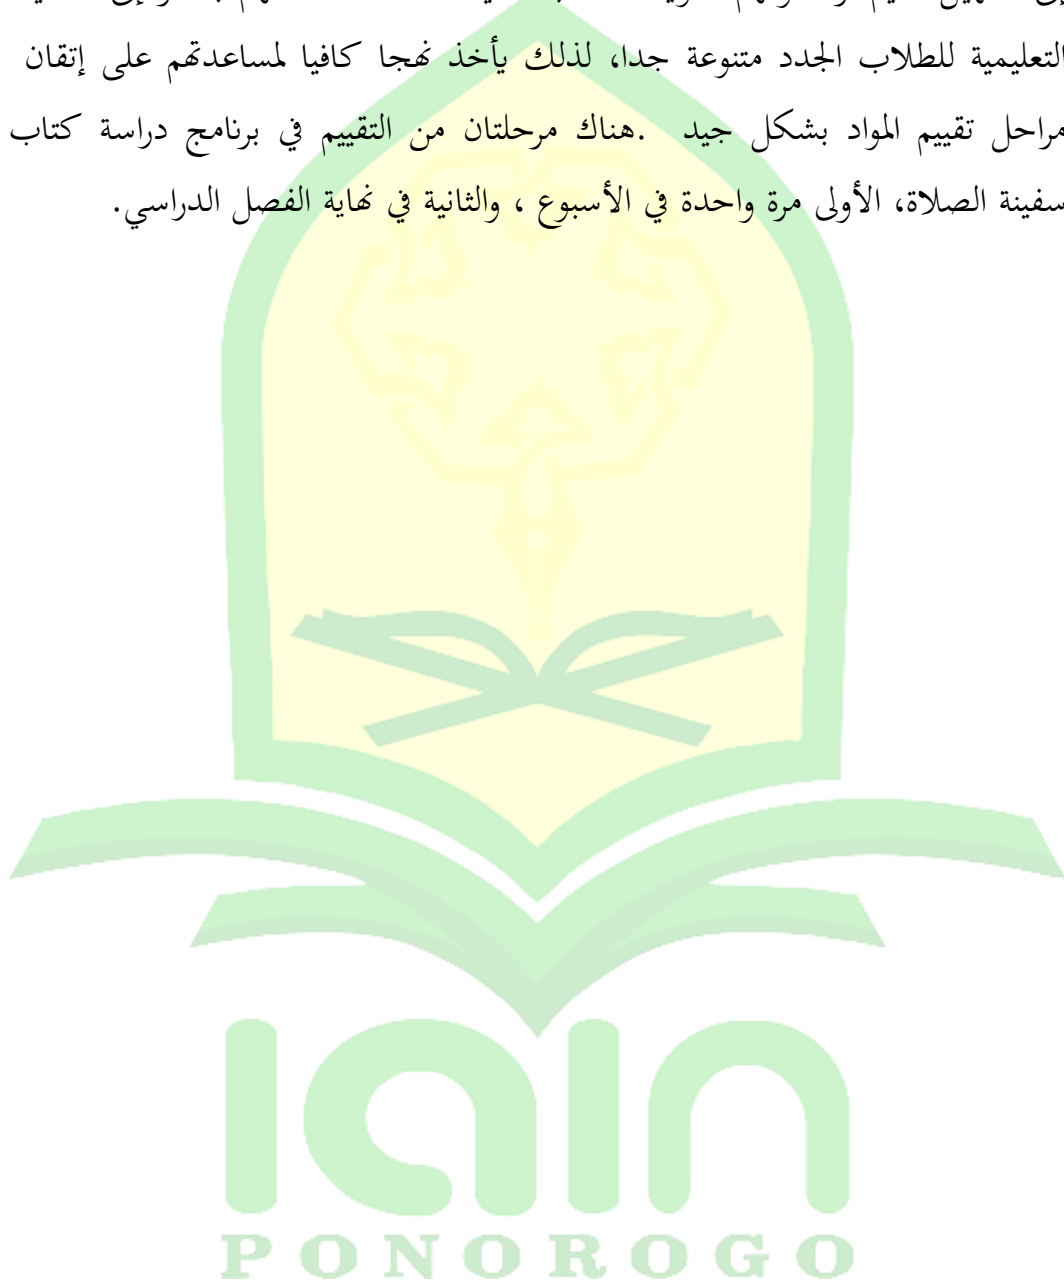 التعليمية للطلاب الجدد متنوعة جدا، لذلك يأخذ نهجا كافيا لمساعدتهم على إتقان
مراحل تقييم المواد بشكل جيد .هناك مرحلتان من التقييم في برنامج دراسة كتاب
سفينة الصلاة، الأولى مرة واحدة في الأسبوع ، والثانية في نهاية الفصل الدراسي.
iain
PONOROGO